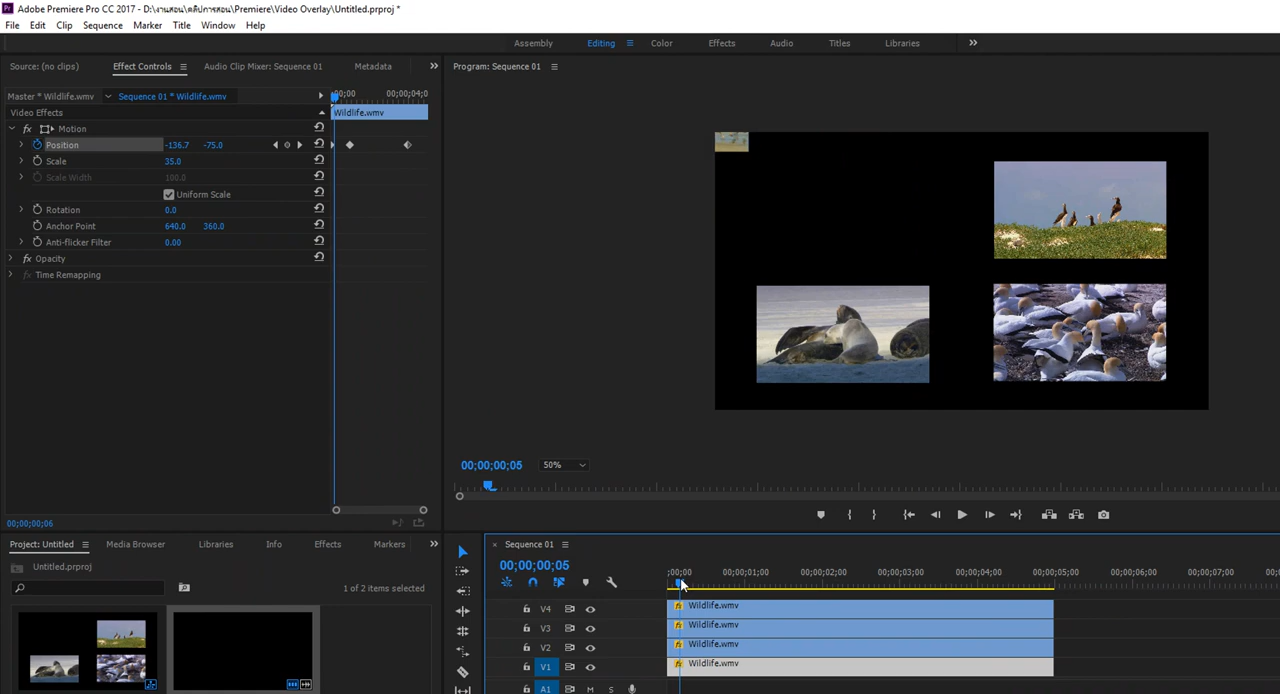 Adobe Premiere Pro CC 2017 - D:\งานสอน\คลิปการสอน\Premiere\Video Overlay\Untitled.prproj *
File Edit Clip Sequence Marker Title Window Help
Assembly Editing Color Effects Audio Titles Libraries
Source: (no clips) Effect Controls Audio Clip Mixer: Sequence 01 Metadata
Program: Sequence 01
Master * Wildlife.wmv Sequence 01 * Wildlife.wmv
;00;00 00;00;04;0
Video Effects
Wildlife.wmv
fx Motion
Position -136.7 -75.0
Scale 35.0
Scale Width 100.0
Uniform Scale
Rotation 0.0
Anchor Point 640.0 360.0
Anti-flicker Filter 0.00
fx Opacity
fx Time Remapping
00;00;00;05 50%
00;00;00;06
Project: Untitled Media Browser Libraries Info Effects Markers
Untitled.prproj
1 of 2 items selected
× Sequence 01
00;00;00;05
;00;00 00;00;01;00 00;00;02;00 00;00;03;00 00;00;04;00 00;00;05;00 00;00;06;00 00;00;07;00
V4 fx Wildlife.wmv
V3 fx Wildlife.wmv
V2 fx Wildlife.wmv
V1 fx Wildlife.wmv
A1 M S